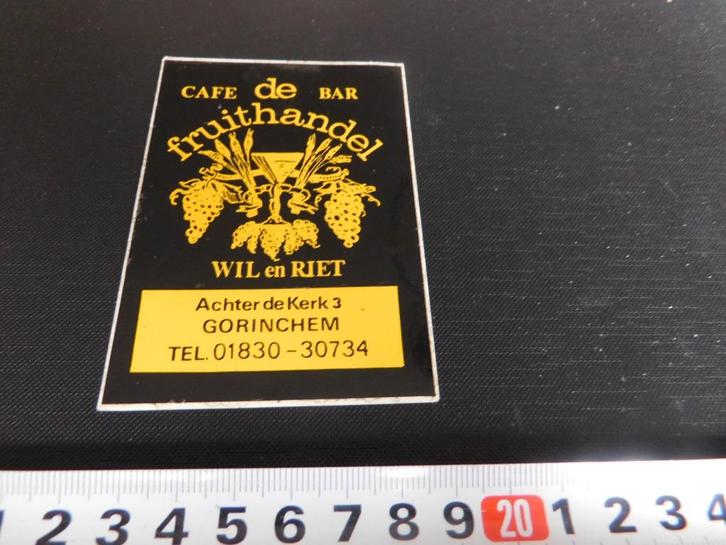 CAFE de BAR
fruithandel
WIL en RIET
Achter de Kerk 3
GORINCHEM
TEL. 01830-30734
1 2 3 4 5 6 7 8 9 20 1 2 3 4